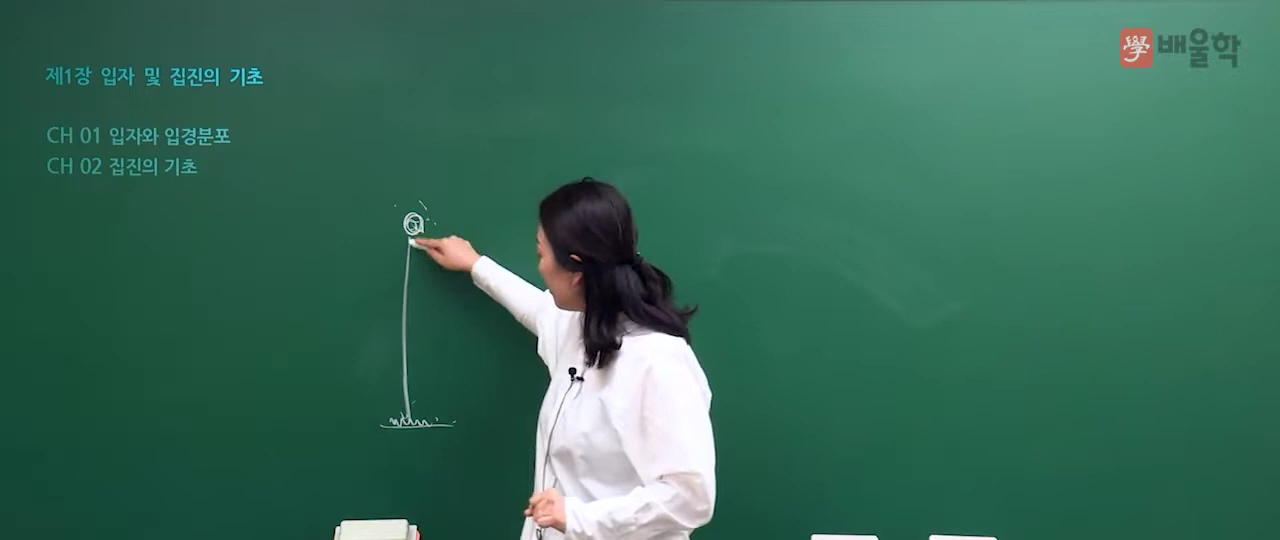 제1장 입자 및 집진의 기초
CH 01 입자와 입경분포
CH 02 집진의 기초
學 배울학